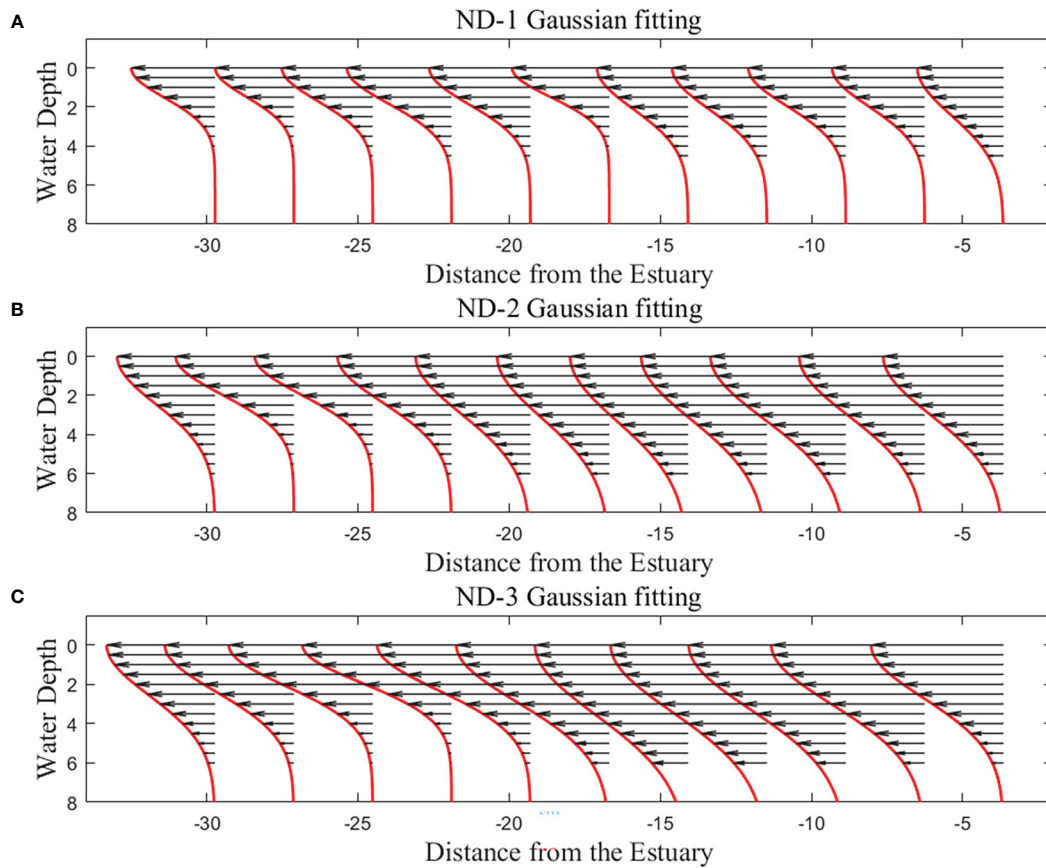 A
ND-1 Gaussian fitting
Water Depth
0
2
4
6
8
-30
-25
-20
-15
-10
-5
Distance from the Estuary
B
ND-2 Gaussian fitting
Water Depth
0
2
4
6
8
-30
-25
-20
-15
-10
-5
Distance from the Estuary
C
ND-3 Gaussian fitting
Water Depth
0
2
4
6
8
-30
-25
-20
-15
-10
-5
Distance from the Estuary